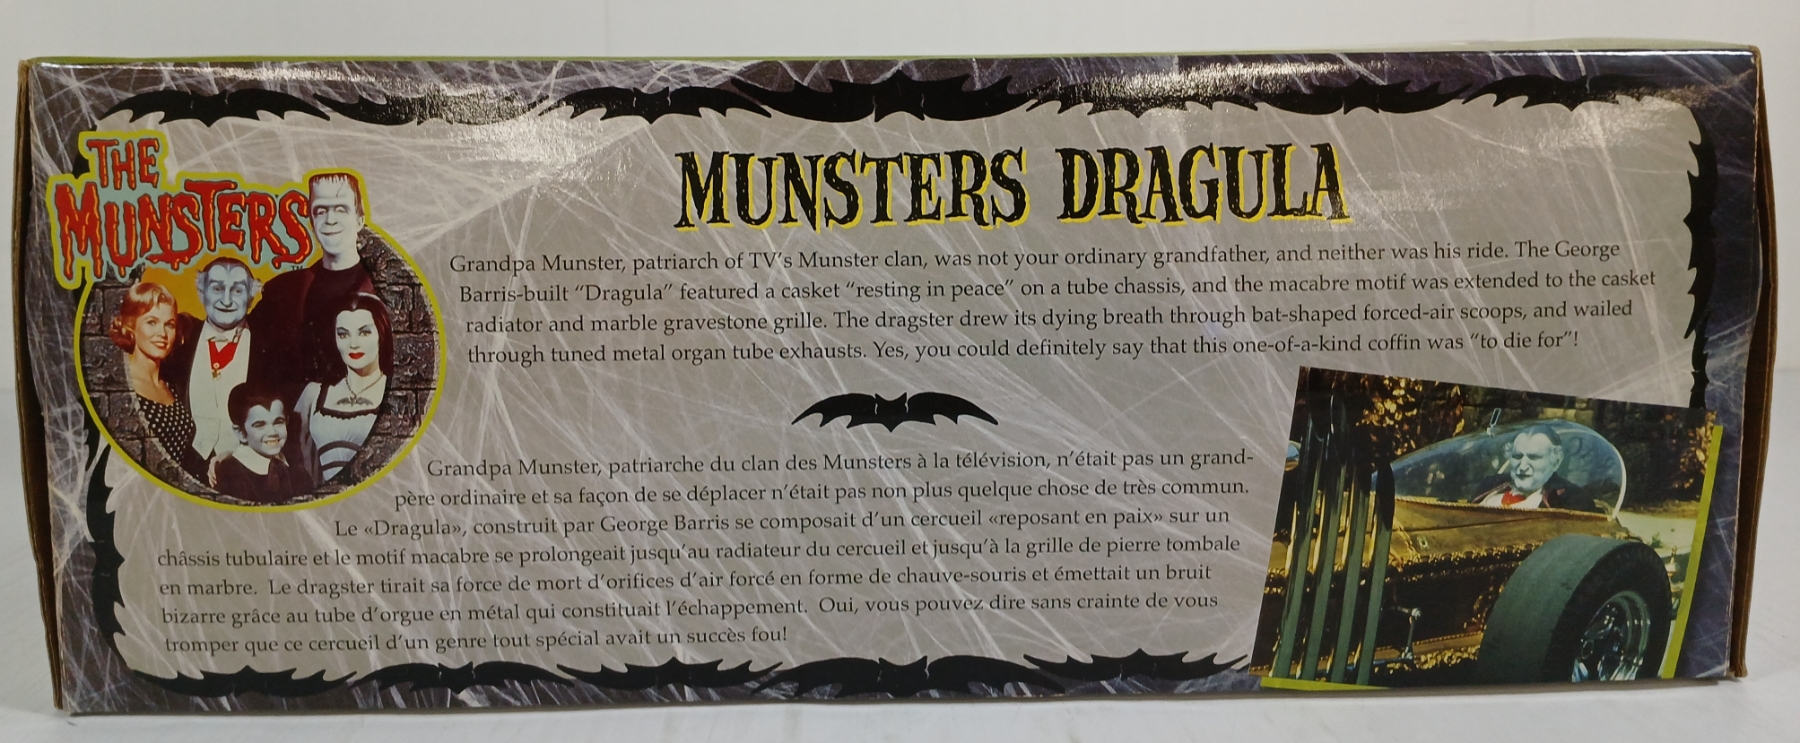 THE
MUNSTERS
MUNSTERS DRAGULA
Grandpa Munster, patriarch of TV's Munster clan, was not your ordinary grandfather, and neither was his ride. The George
Barris-built “Dragula” featured a casket “resting in peace” on a tube chassis, and the macabre motif was extended to the casket
radiator and marble gravestone grille. The dragster drew its dying breath through bat-shaped forced-air scoops, and wailed
through tuned metal organ tube exhausts. Yes, you could definitely say that this one-of-a-kind coffin was “to die for”!
Grandpa Munster, patriarche du clan des Munsters à la télévision, n'était pas un grand-
père ordinaire et sa façon de se déplacer n'était pas non plus quelque chose de très commun.
Le «Dragula», construit par George Barris se composait d'un cercueil «reposant en paix» sur un
châssis tubulaire et le motif macabre se prolongeait jusqu'au radiateur du cercueil et jusqu'à la grille de pierre tombale
en marbre. Le dragster tirait sa force de mort d'orifices d'air forcé en forme de chauve-souris et émettait un bruit
bizarre grâce au tube d'orgue en métal qui constituait l'échappement. Oui, vous pouvez dire sans crainte de vous
tromper que ce cercueil d'un genre tout spécial avait un succès fou!